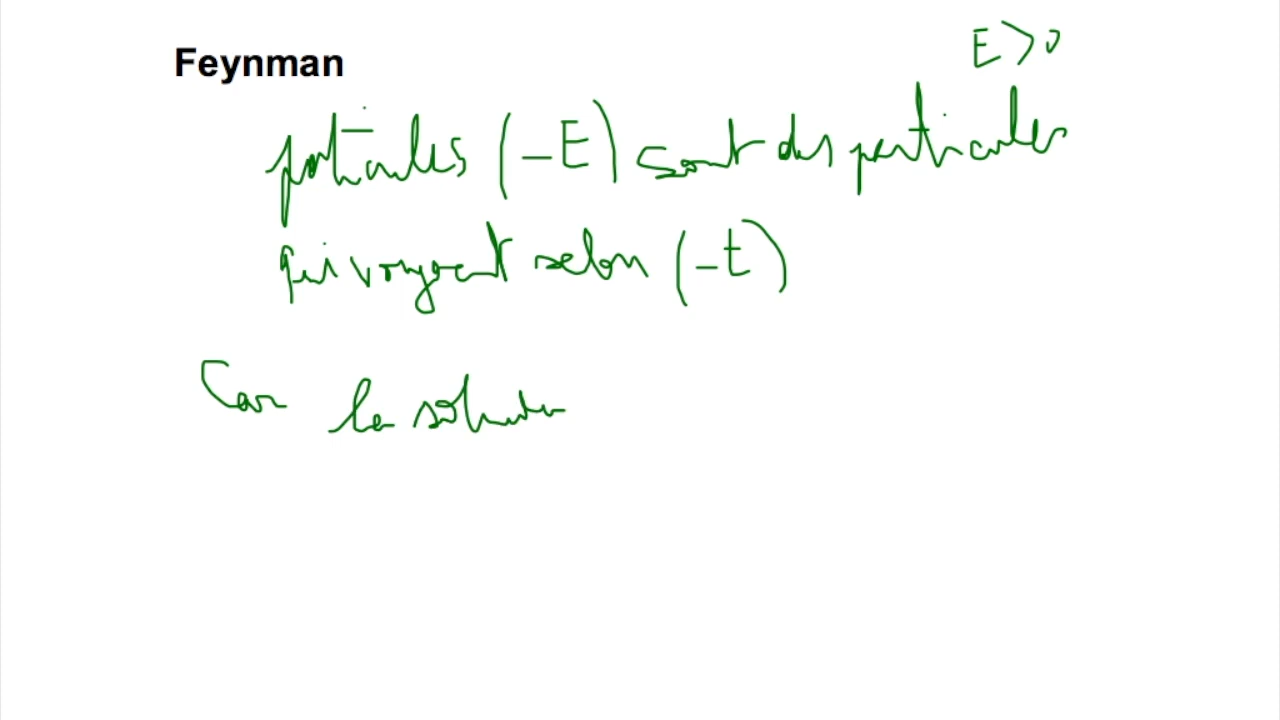 Feynman
E > 0
particules (-E) sont des particules
qui voyagent selon (-t)
Car la solution